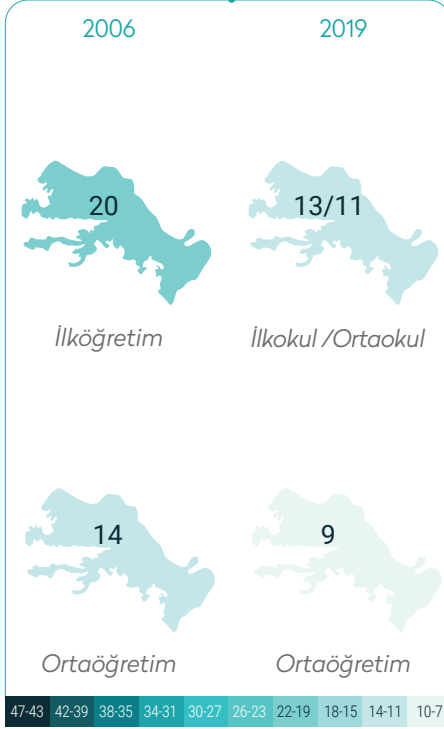 2006 2019
20 13/11
İlköğretim İlkokul /Ortaokul
14 9
Ortaöğretim Ortaöğretim
47-43 42-39 38-35 34-31 30-27 26-23 22-19 18-15 14-11 10-7